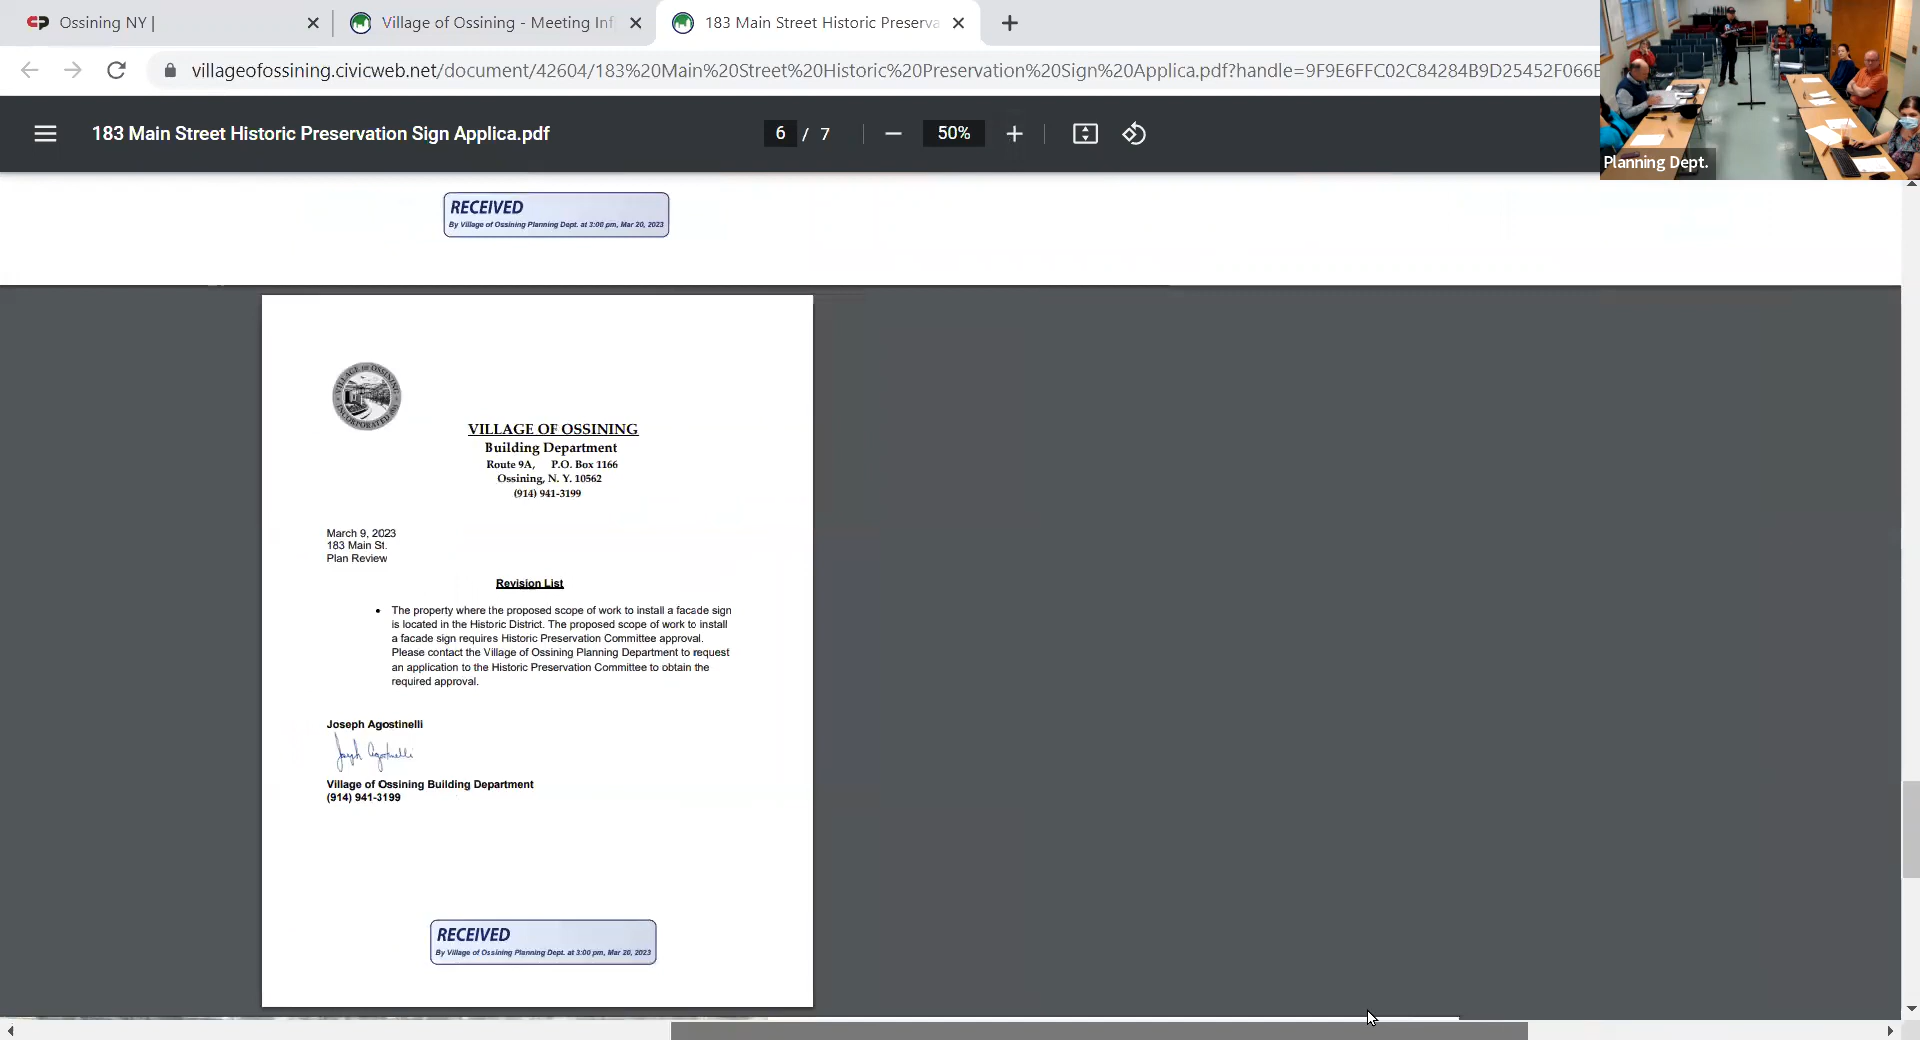 Ossining NY |
Village of Ossining - Meeting Inf
183 Main Street Historic Preserva
villageofossining.civicweb.net/document/42604/183%20Main%20Street%20Historic%20Preservation%20Sign%20Applica.pdf?handle=9F9E6FFC02C84284B9D25452F066E
183 Main Street Historic Preservation Sign Applica.pdf
6 / 7
50%
Planning Dept.
RECEIVED
By Village of Ossining Planning Dept. at 3:00 pm, Mar 20, 2023
VILLAGE OF OSSINING
INCORPORATED
VILLAGE OF OSSINING
Building Department
Route 9A, P.O. Box 1166
Ossining, N. Y. 10562
(914) 941-3199
March 9, 2023
183 Main St.
Plan Review
Revision List
• The property where the proposed scope of work to install a facade sign
is located in the Historic District. The proposed scope of work to install
a facade sign requires Historic Preservation Committee approval.
Please contact the Village of Ossining Planning Department to request
an application to the Historic Preservation Committee to obtain the
required approval.
Joseph Agostinelli
Joseph Agostinelli
Village of Ossining Building Department
(914) 941-3199
RECEIVED
By Village of Ossining Planning Dept. at 3:00 pm, Mar 20, 2023